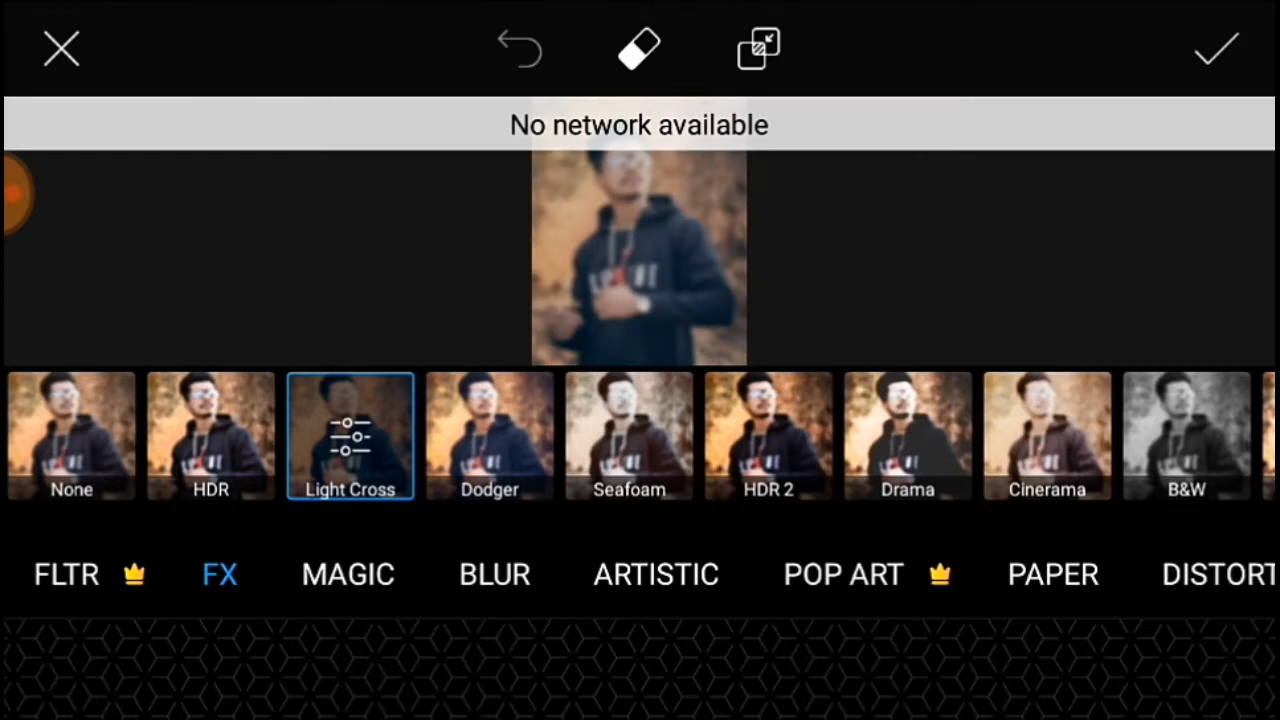 No network available
None
HDR
Light Cross
Dodger
Seafoam
HDR 2
Drama
Cinerama
B&W
FLTR FX MAGIC BLUR ARTISTIC POP ART PAPER DISTORT